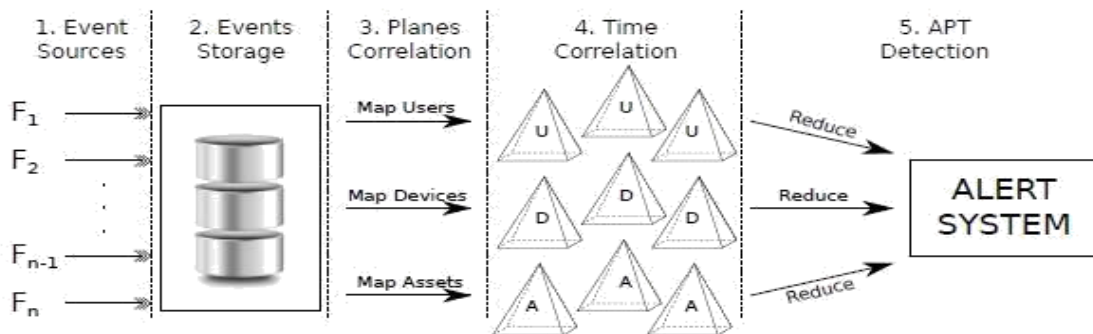 1. Event
Sources
2. Events
Storage
3. Planes
Correlation
4. Time
Correlation
5. APT
Detection
F1
F2
Fn-1
Fn
Map Users
Map Devices
Map Assets
U
U
U
D
D
D
A
A
A
Reduce
Reduce
Reduce
ALERT
SYSTEM